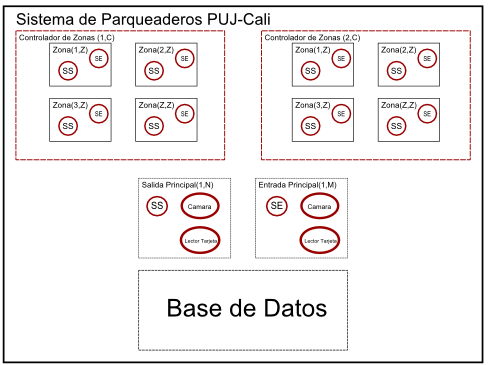 Sistema de Parqueaderos PUJ-Cali
Controlador de Zonas (1,C)
Zona(1,Z)
SE
SS
Zona(2,Z)
SE
SS
Zona(3,Z)
SE
SS
Zona(Z,Z)
SE
SS
Controlador de Zonas (2,C)
Zona(1,Z)
SE
SS
Zona(2,Z)
SE
SS
Zona(3,Z)
SE
SS
Zona(Z,Z)
SE
SS
Salida Principal(1,N)
SS
Camara
Lector Tarjeta
Entrada Principal(1,M)
SE
Camara
Lector Tarjeta
Base de Datos